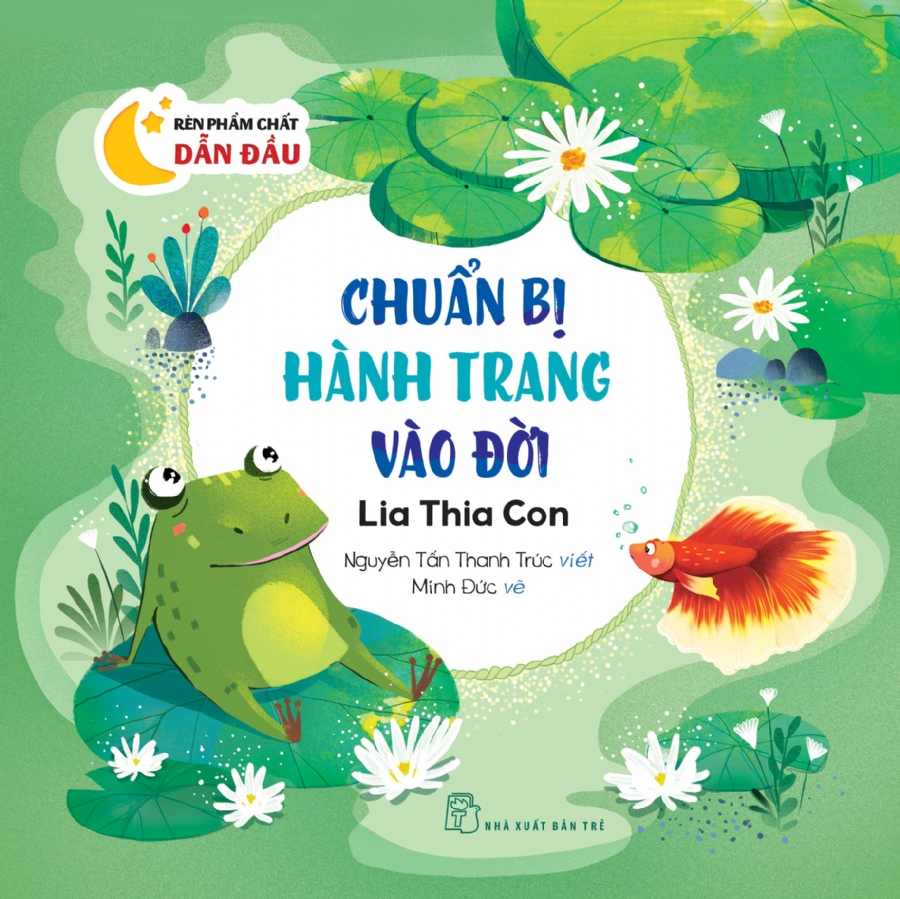 RÈN PHẨM CHẤT
DẪN ĐẦU
CHUẨN BỊ
HÀNH TRANG
VÀO ĐỜI
Lia Thia Con
Nguyễn Tấn Thanh Trúc viết
Minh Đức vẽ
T
NHÀ XUẤT BẢN TRẺ